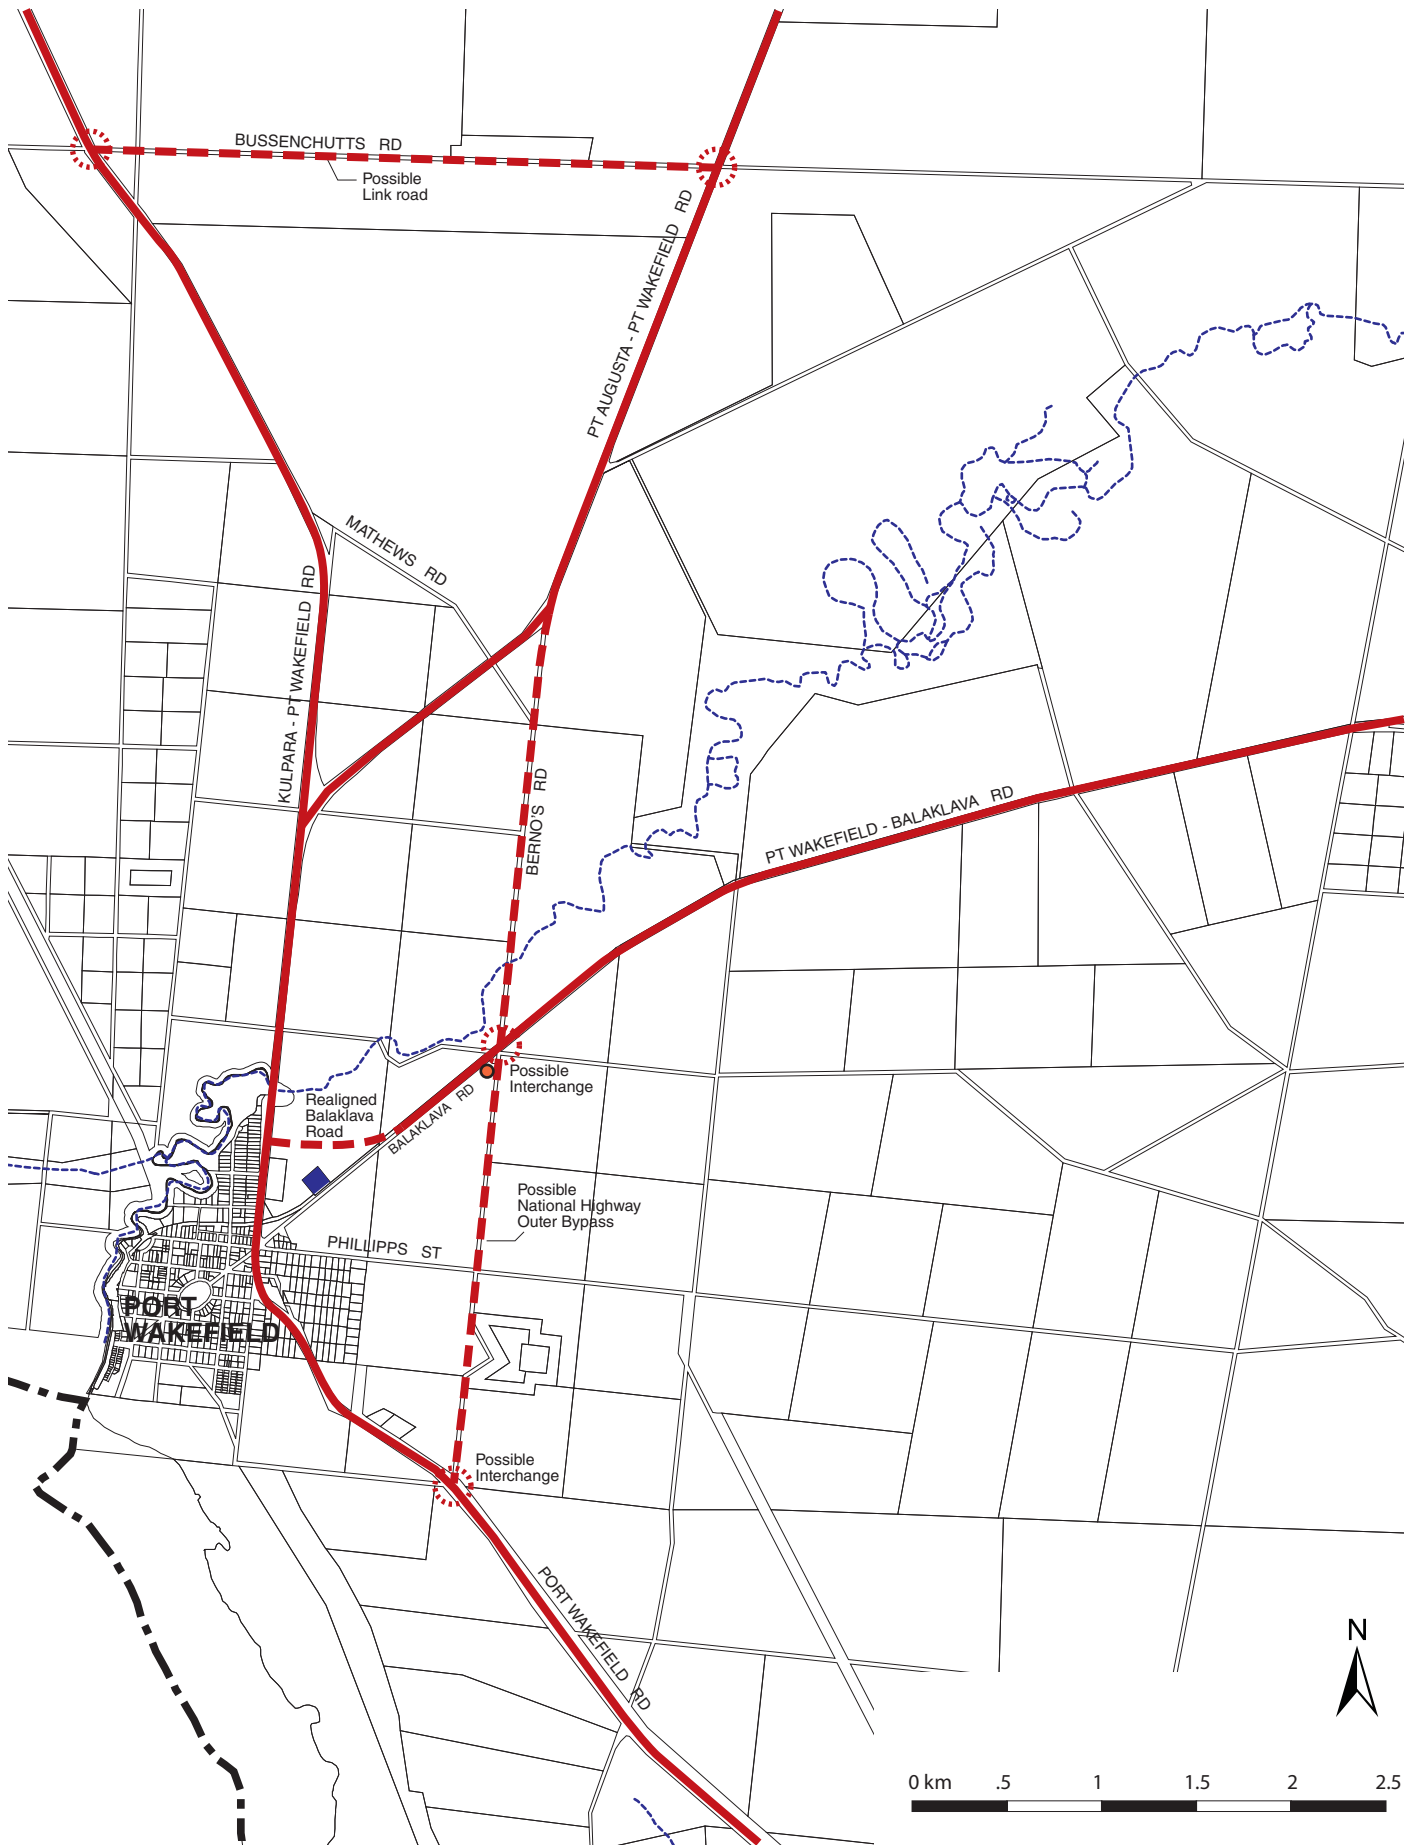 BUSSENCHUTTS RD
Possible
Link road
PT AUGUSTA - PT WAKEFIELD RD
MATHEWS RD
KULPARA - PT WAKEFIELD RD
BERNO'S RD
PT WAKEFIELD - BALAKLAVA RD
Possible
Interchange
Realigned
Balaklava
Road
BALAKLAVA RD
Possible
National Highway
Outer Bypass
PHILLIPPS ST
PORT
WAKEFIELD
Possible
Interchange
PORT WAKEFIELD RD
N
0 km .5 1 1.5 2 2.5